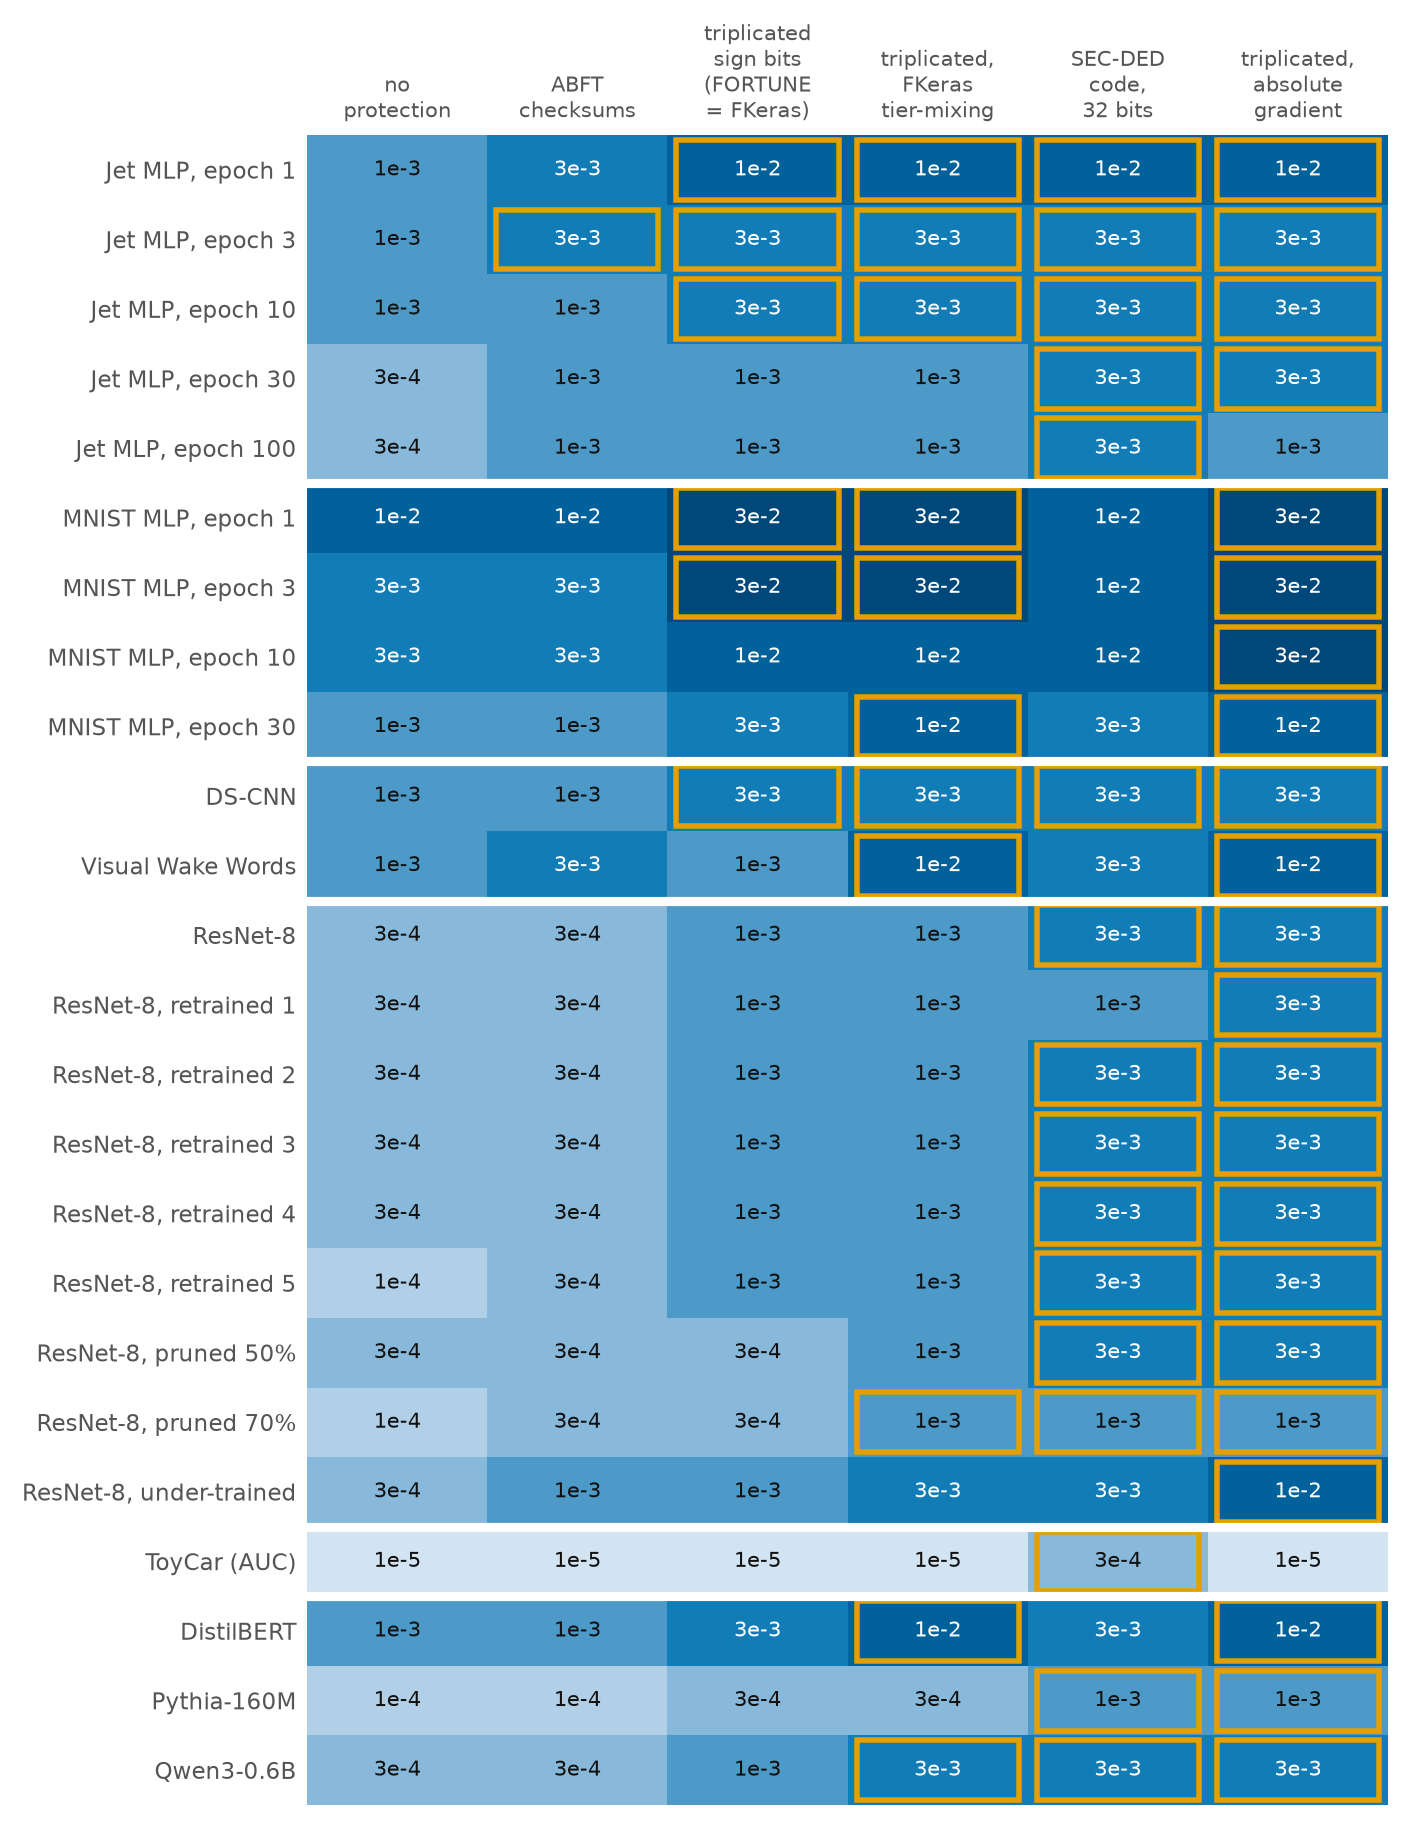 no
protection
ABFT
checksums
triplicated
sign bits
(FORTUNE
= FKeras)
triplicated,
FKeras
tier-mixing
SEC-DED
code,
32 bits
triplicated,
absolute
gradient
Jet MLP, epoch 1 1e-3 3e-3 1e-2 1e-2 1e-2 1e-2
Jet MLP, epoch 3 1e-3 3e-3 3e-3 3e-3 3e-3 3e-3
Jet MLP, epoch 10 1e-3 1e-3 3e-3 3e-3 3e-3 3e-3
Jet MLP, epoch 30 3e-4 1e-3 1e-3 1e-3 3e-3 3e-3
Jet MLP, epoch 100 3e-4 1e-3 1e-3 1e-3 3e-3 1e-3
MNIST MLP, epoch 1 1e-2 1e-2 3e-2 3e-2 1e-2 3e-2
MNIST MLP, epoch 3 3e-3 3e-3 3e-2 3e-2 1e-2 3e-2
MNIST MLP, epoch 10 3e-3 3e-3 1e-2 1e-2 1e-2 3e-2
MNIST MLP, epoch 30 1e-3 1e-3 3e-3 1e-2 3e-3 1e-2
DS-CNN 1e-3 1e-3 3e-3 3e-3 3e-3 3e-3
Visual Wake Words 1e-3 3e-3 1e-3 1e-2 3e-3 1e-2
ResNet-8 3e-4 3e-4 1e-3 1e-3 3e-3 3e-3
ResNet-8, retrained 1 3e-4 3e-4 1e-3 1e-3 1e-3 3e-3
ResNet-8, retrained 2 3e-4 3e-4 1e-3 1e-3 3e-3 3e-3
ResNet-8, retrained 3 3e-4 3e-4 1e-3 1e-3 3e-3 3e-3
ResNet-8, retrained 4 3e-4 3e-4 1e-3 1e-3 3e-3 3e-3
ResNet-8, retrained 5 1e-4 3e-4 1e-3 1e-3 3e-3 3e-3
ResNet-8, pruned 50% 3e-4 3e-4 3e-4 1e-3 3e-3 3e-3
ResNet-8, pruned 70% 1e-4 3e-4 3e-4 1e-3 1e-3 1e-3
ResNet-8, under-trained 3e-4 1e-3 1e-3 3e-3 3e-3 1e-2
ToyCar (AUC) 1e-5 1e-5 1e-5 1e-5 3e-4 1e-5
DistilBERT 1e-3 1e-3 3e-3 1e-2 3e-3 1e-2
Pythia-160M 1e-4 1e-4 3e-4 3e-4 1e-3 1e-3
Qwen3-0.6B 3e-4 3e-4 1e-3 3e-3 3e-3 3e-3